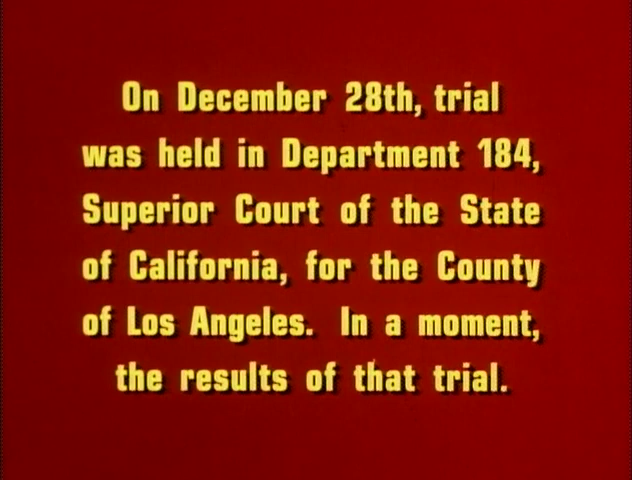 On December 28th, trial
was held in Department 184,
Superior Court of the State
of California, for the County
of Los Angeles. In a moment,
the results of that trial.